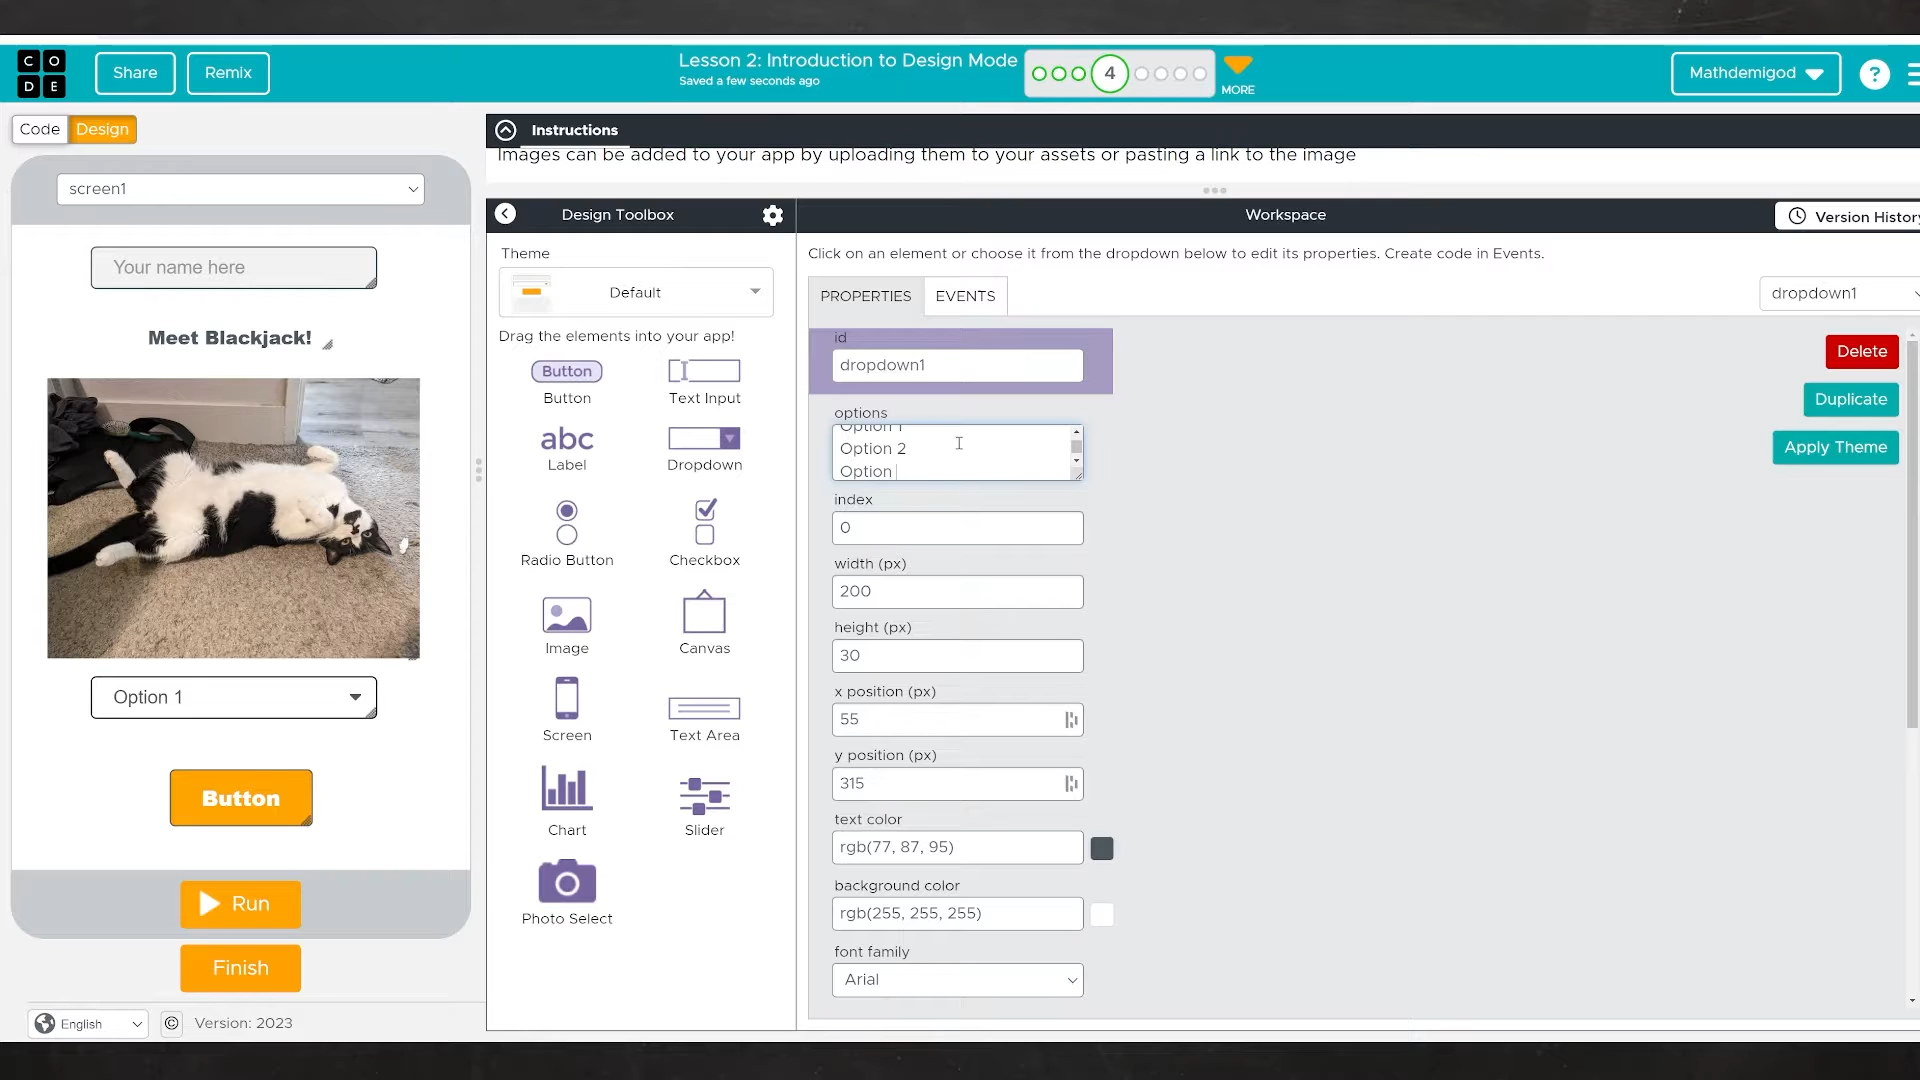 CODE
Share
Remix
Lesson 2: Introduction to Design Mode
Saved a few seconds ago
4
MORE
Mathdemigod
?
Code
Design
Instructions
Images can be added to your app by uploading them to your assets or pasting a link to the image
screen1
Your name here
Meet Blackjack!
Option 1
Button
Run
Finish
English
© Version: 2023
Design Toolbox
Theme
Default
Drag the elements into your app!
Button
Button
Text Input
abc
Label
Dropdown
Radio Button
Checkbox
Image
Canvas
Screen
Text Area
Chart
Slider
Photo Select
Workspace
Version History
Click on an element or choose it from the dropdown below to edit its properties. Create code in Events.
PROPERTIES
EVENTS
dropdown1
id
dropdown1
options
Option 1
Option 2
Option
index
0
width (px)
200
height (px)
30
x position (px)
55
y position (px)
315
text color
rgb(77, 87, 95)
background color
rgb(255, 255, 255)
font family
Arial
Delete
Duplicate
Apply Theme